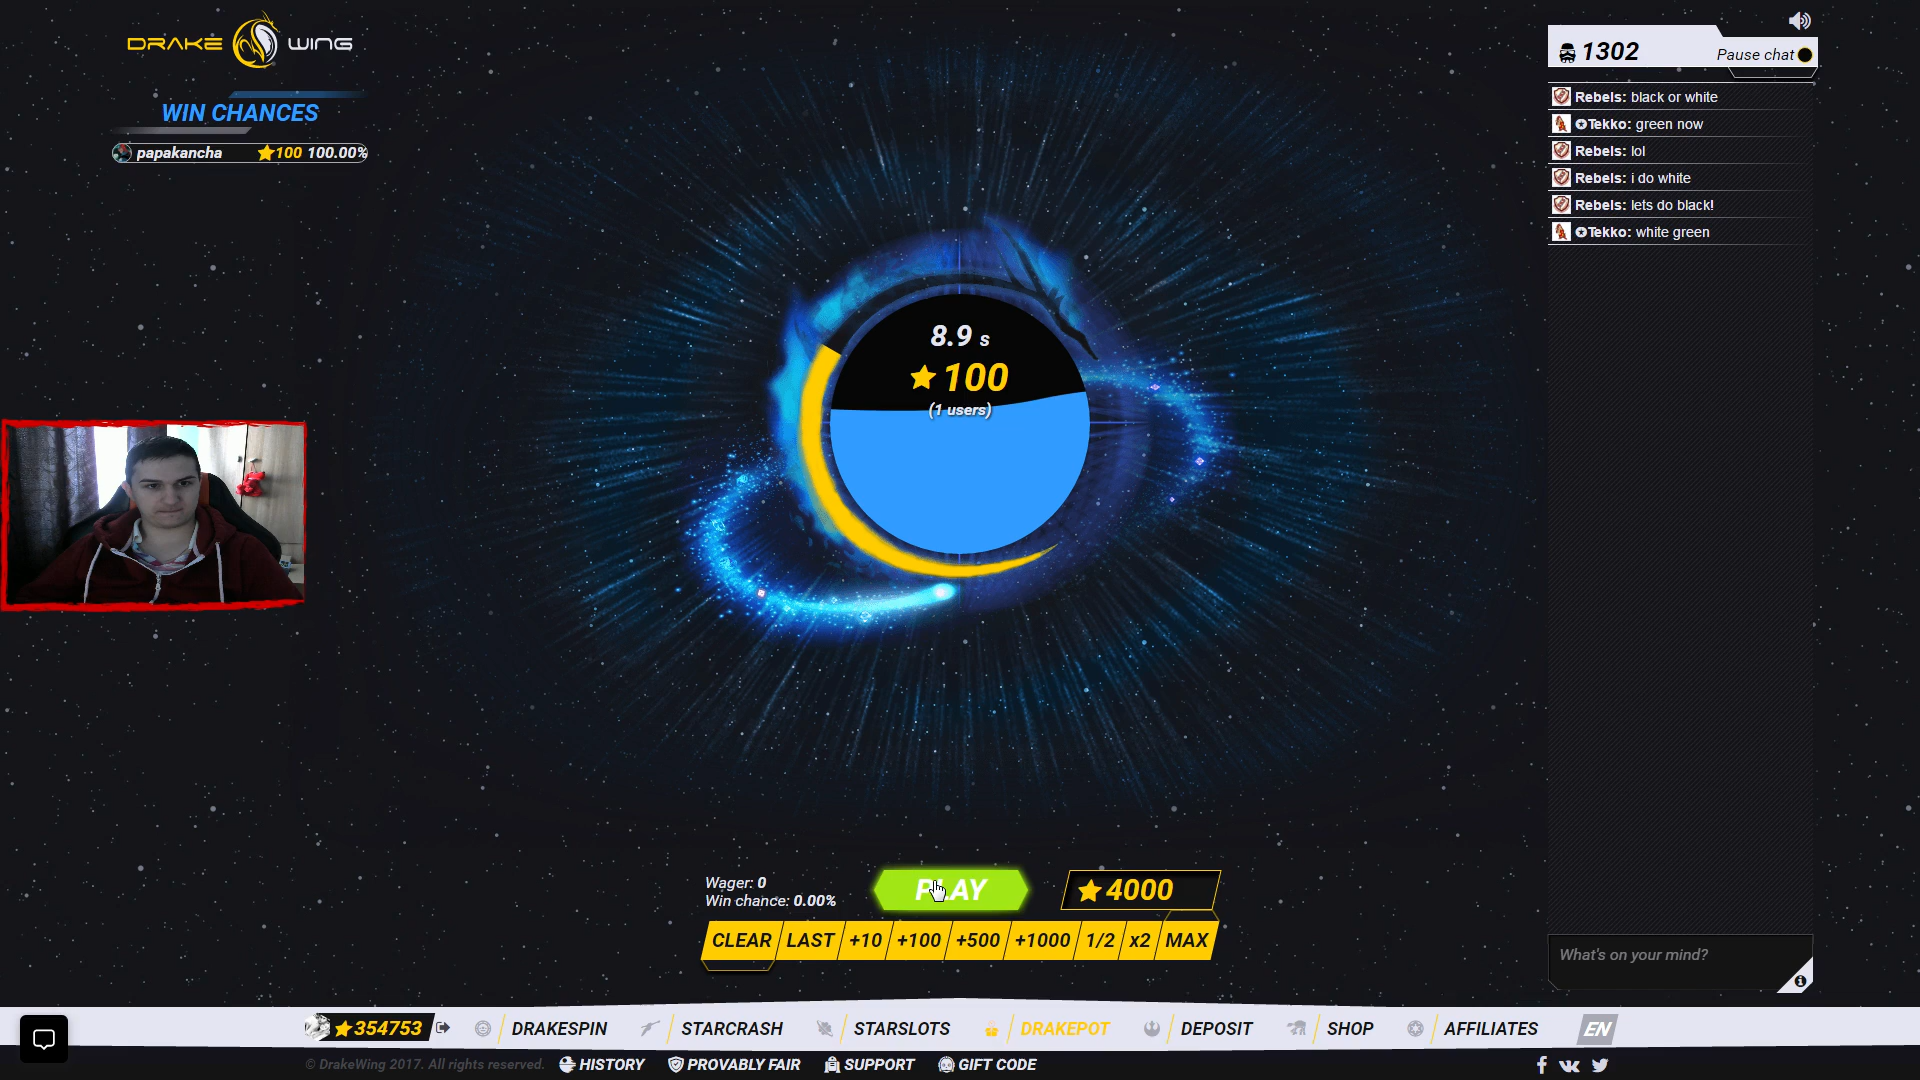 DRAKE WING
WIN CHANCES
papakancha 100 100.00%
8.9 s
100
(1 users)
1302
Pause chat
Rebels: black or white
Tekko: green now
Rebels: lol
Rebels: i do white
Rebels: lets do black!
Tekko: white green
What's on your mind?
Wager: 0
Win chance: 0.00%
PLAY
4000
CLEAR LAST +10 +100 +500 +1000 1/2 x2 MAX
354753 DRAKESPIN STARCRASH STARSLOTS DRAKEPOT DEPOSIT SHOP AFFILIATES EN
© DrakeWing 2017. All rights reserved. HISTORY PROVABLY FAIR SUPPORT GIFT CODE